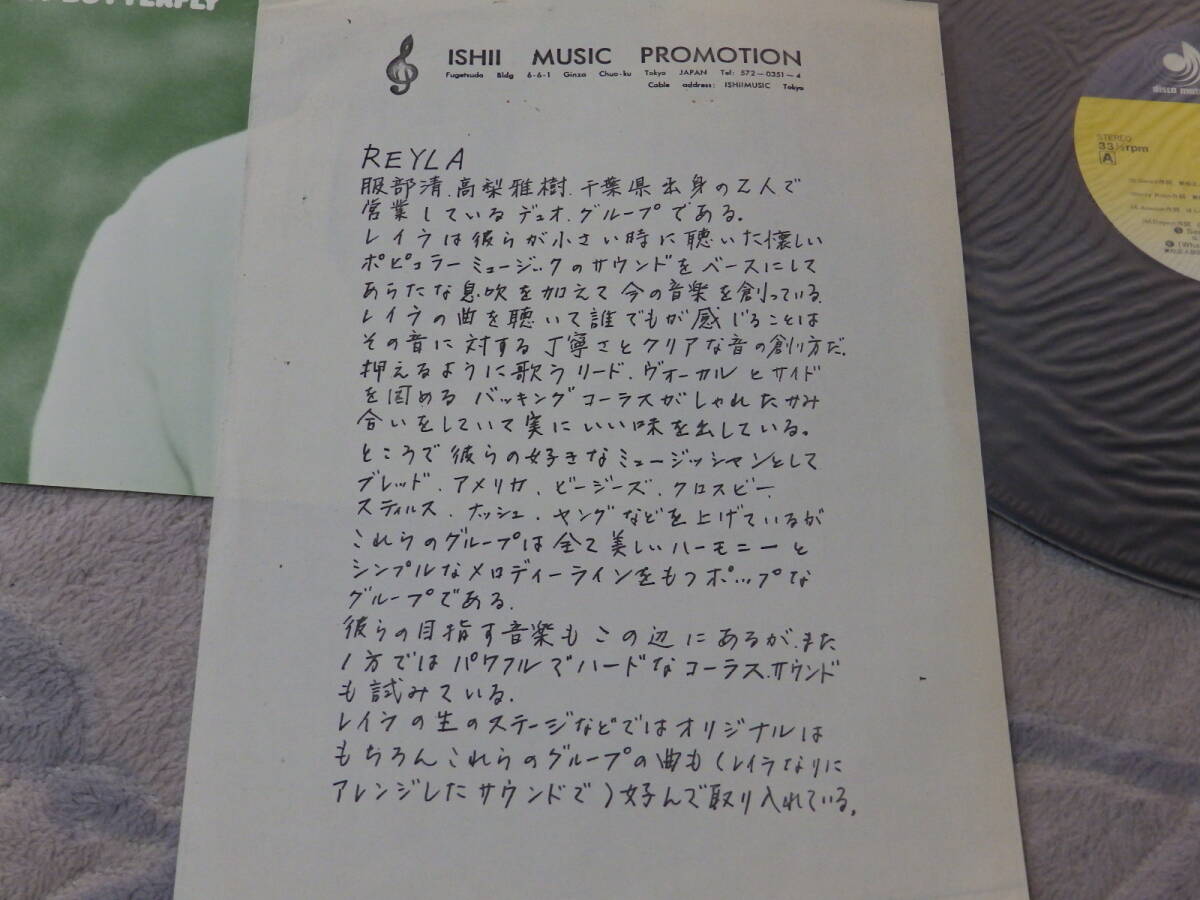 BUTTERFLY
ISHII MUSIC PROMOTION
Fugetsudo Bldg 6-6-1 Ginza Chuo-ku Tokyo JAPAN Tel: 572-0351-4
Cable address: ISHIIMUSIC Tokyo
REYLA
服部清.高梨雅樹.千葉県出身の2人で
営業しているデュオ.グループである。
レイラは彼らが小さい時に聴いた懐しい
ポピュラーミュージックのサウンドをベースにして
あらたな息吹を加えて今の音楽を創っている.
レイラの曲を聴いて誰でもが感じることは
その音に対する丁寧さとクリアな音の創り方だ.
押えるように歌うリード.ヴォーカルとサイド
を固めるバッキングコーラスがしゃれたかみ
合いをしていて実にいい味を出している。
ところで彼らの好きなミュージッシャンとして
ブレッド.アメリカ.ビージーズ.クロスビー.
スティルス.ナッシュ.ヤングなどを上げているが
これらのグループは全て美しいハーモニーと
シンプルなメロディーラインをもつポップな
グループである.
彼らの目指す音楽もこの辺にあるが.また
1方ではパワフルでハードなコーラス.サウンド
も試みている.
レイラの生のステージなどではオリジナルは
もちろんこれらのグループの曲も(レイラなりに
アレンジしたサウンドで)好んで取り入れている.
STEREO
33⅓rpm
A